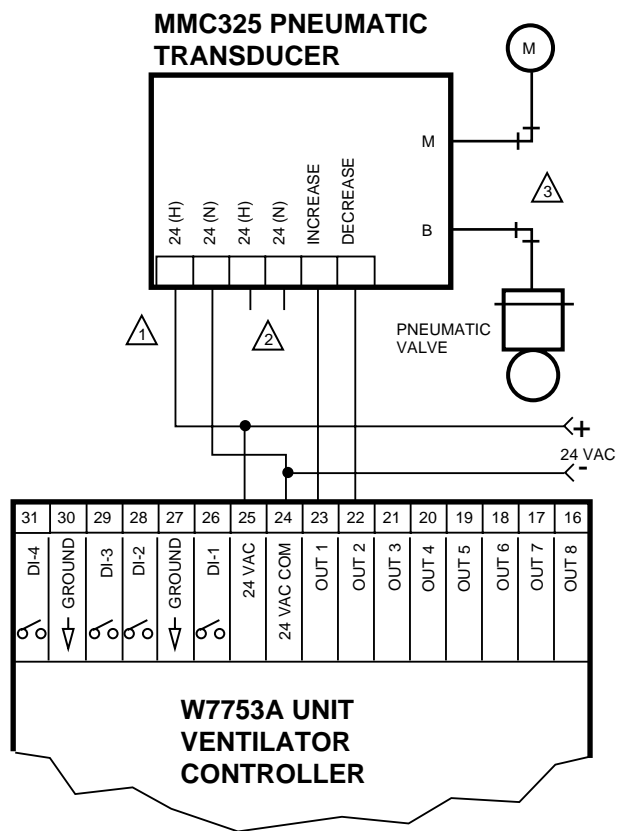 MMC325 PNEUMATIC
TRANSDUCER
M
M
B
24 (H)
24 (N)
24 (H)
24 (N)
INCREASE
DECREASE
1
2
3
PNEUMATIC
VALVE
+
24 VAC
-
31 30 29 28 27 26 25 24 23 22 21 20 19 18 17 16
DI-4
GROUND
DI-3
DI-2
GROUND
DI-1
24 VAC
24 VAC COM
OUT 1
OUT 2
OUT 3
OUT 4
OUT 5
OUT 6
OUT 7
OUT 8
W7753A UNIT
VENTILATOR
CONTROLLER